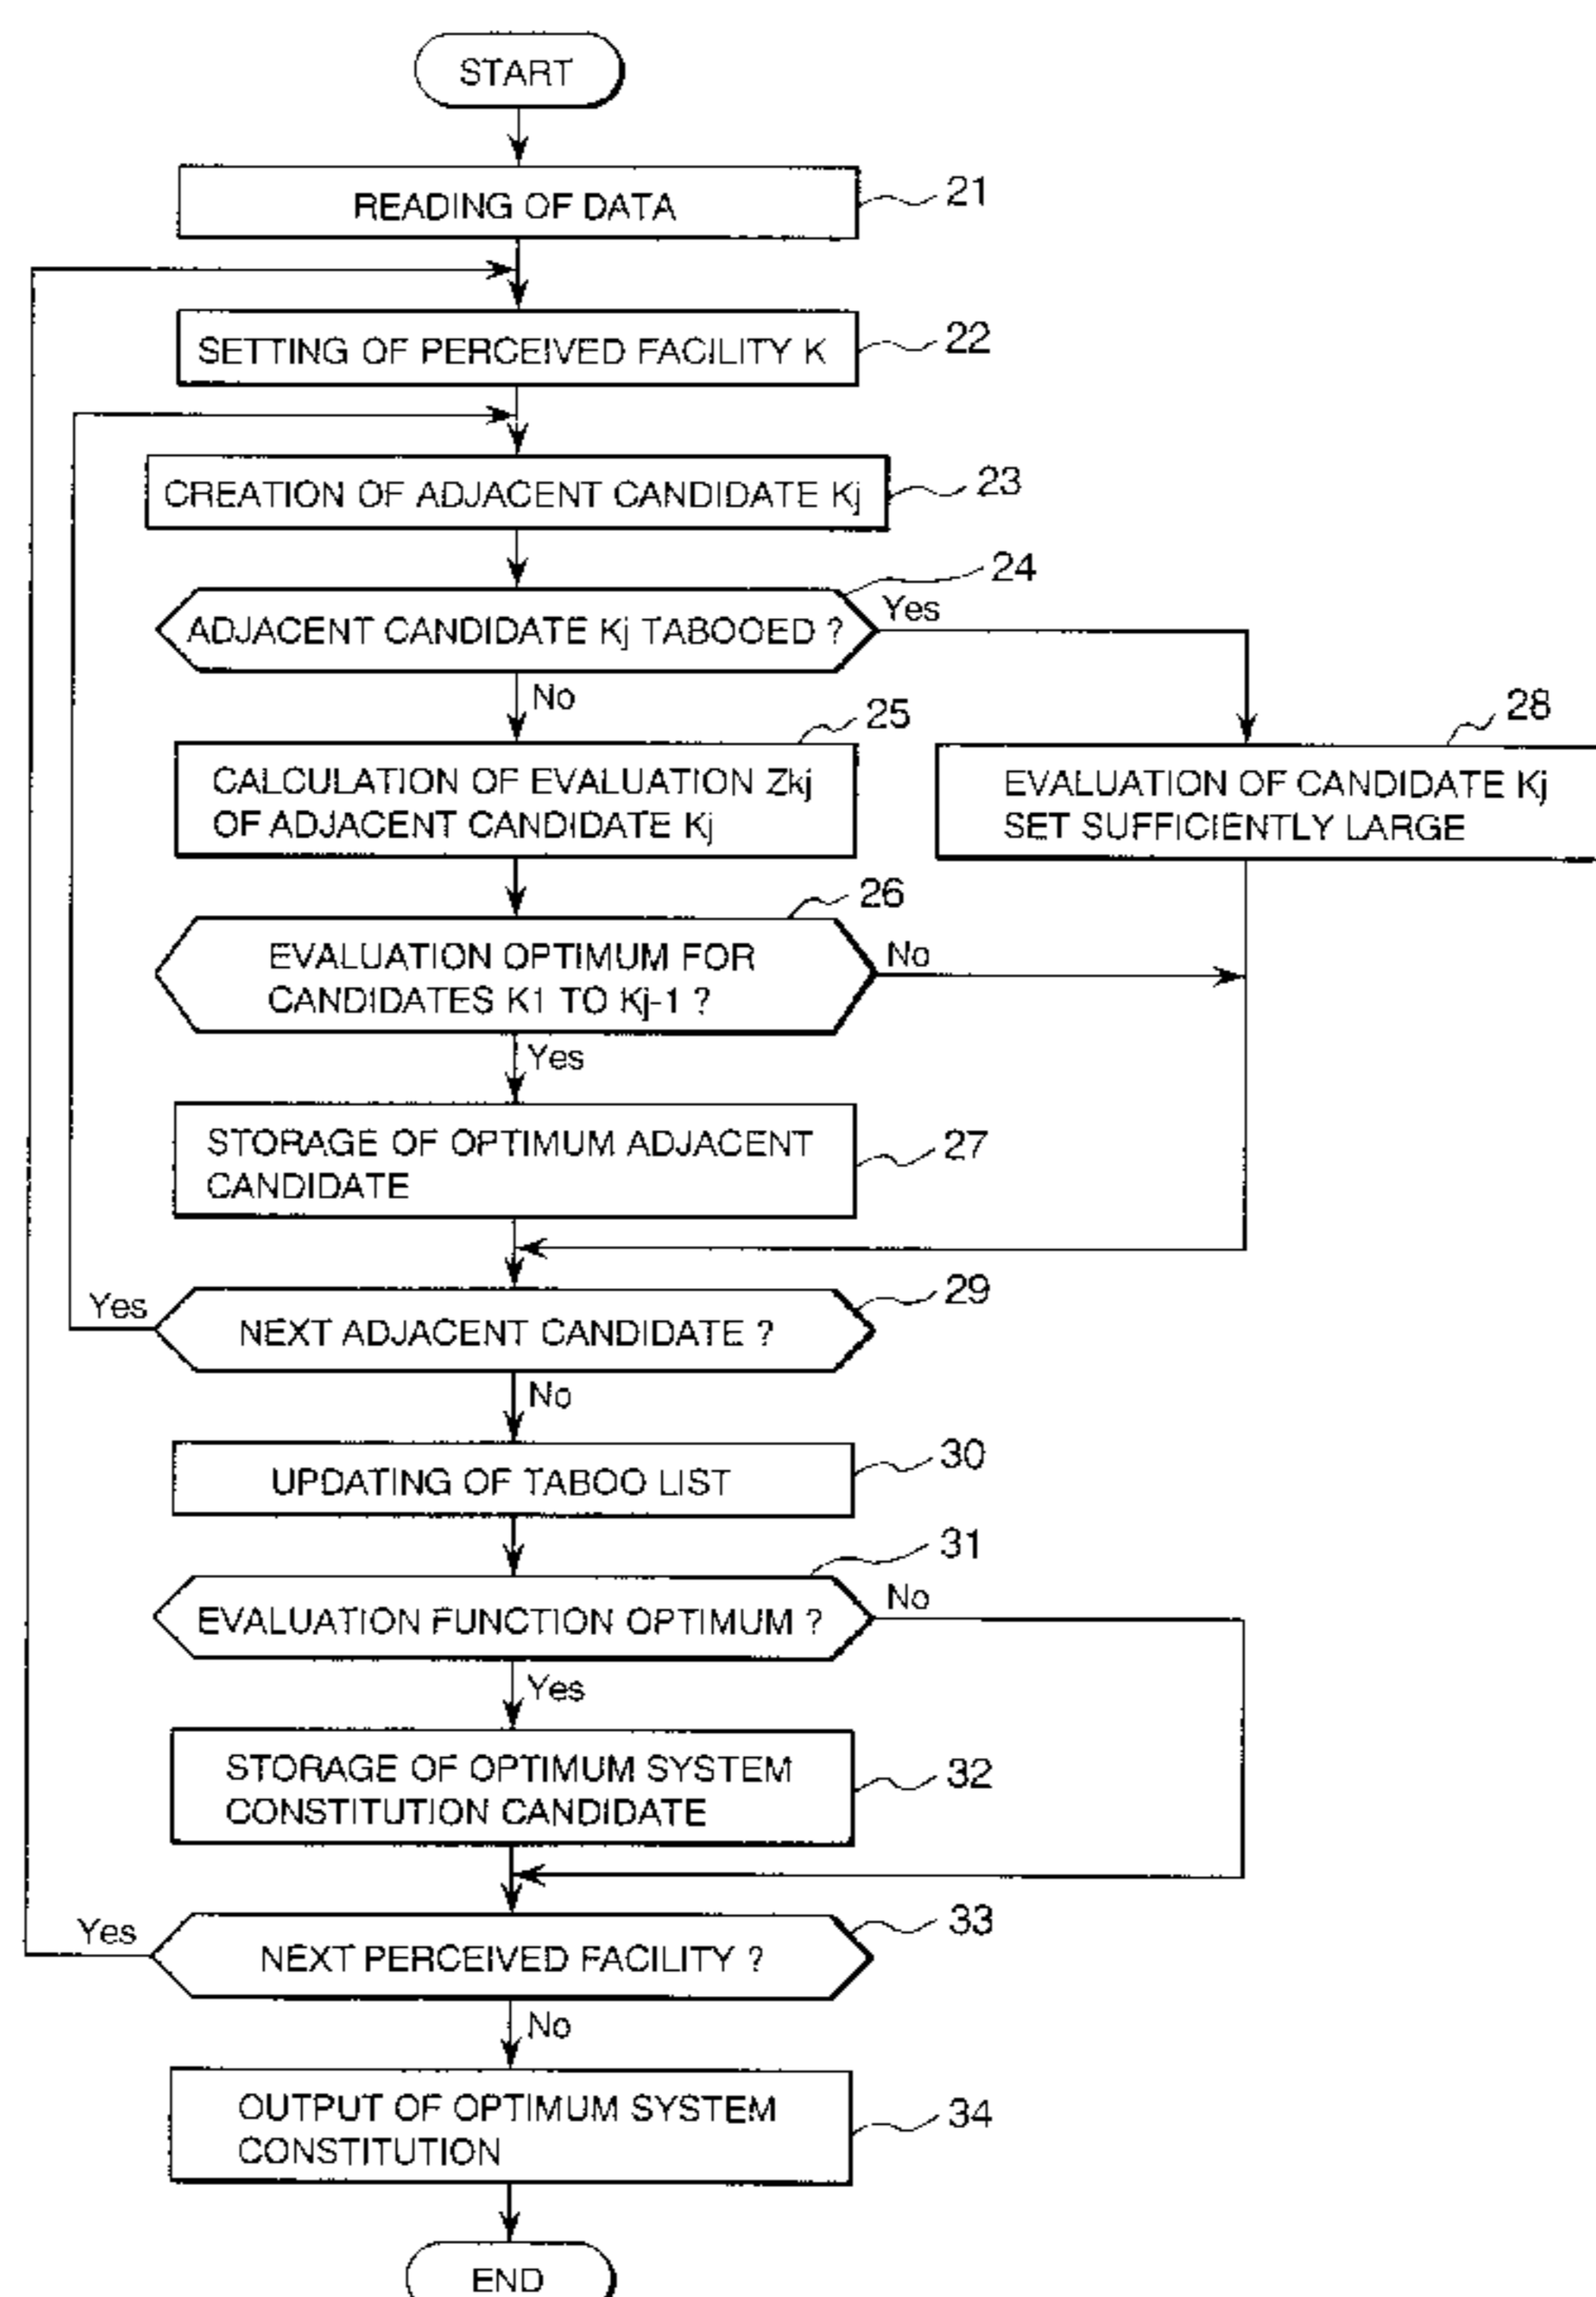 START
READING OF DATA
21
SETTING OF PERCEIVED FACILITY K
22
CREATION OF ADJACENT CANDIDATE Kj
23
24
ADJACENT CANDIDATE Kj TABOOED ?
Yes
No
25
28
CALCULATION OF EVALUATION Zkj
OF ADJACENT CANDIDATE Kj
EVALUATION OF CANDIDATE Kj
SET SUFFICIENTLY LARGE
26
EVALUATION OPTIMUM FOR
CANDIDATES K1 TO Kj-1 ?
No
Yes
STORAGE OF OPTIMUM ADJACENT
CANDIDATE
27
29
Yes
NEXT ADJACENT CANDIDATE ?
No
UPDATING OF TABOO LIST
30
31
EVALUATION FUNCTION OPTIMUM ?
No
Yes
STORAGE OF OPTIMUM SYSTEM
CONSTITUTION CANDIDATE
32
33
Yes
NEXT PERCEIVED FACILITY ?
No
OUTPUT OF OPTIMUM SYSTEM
CONSTITUTION
34
END